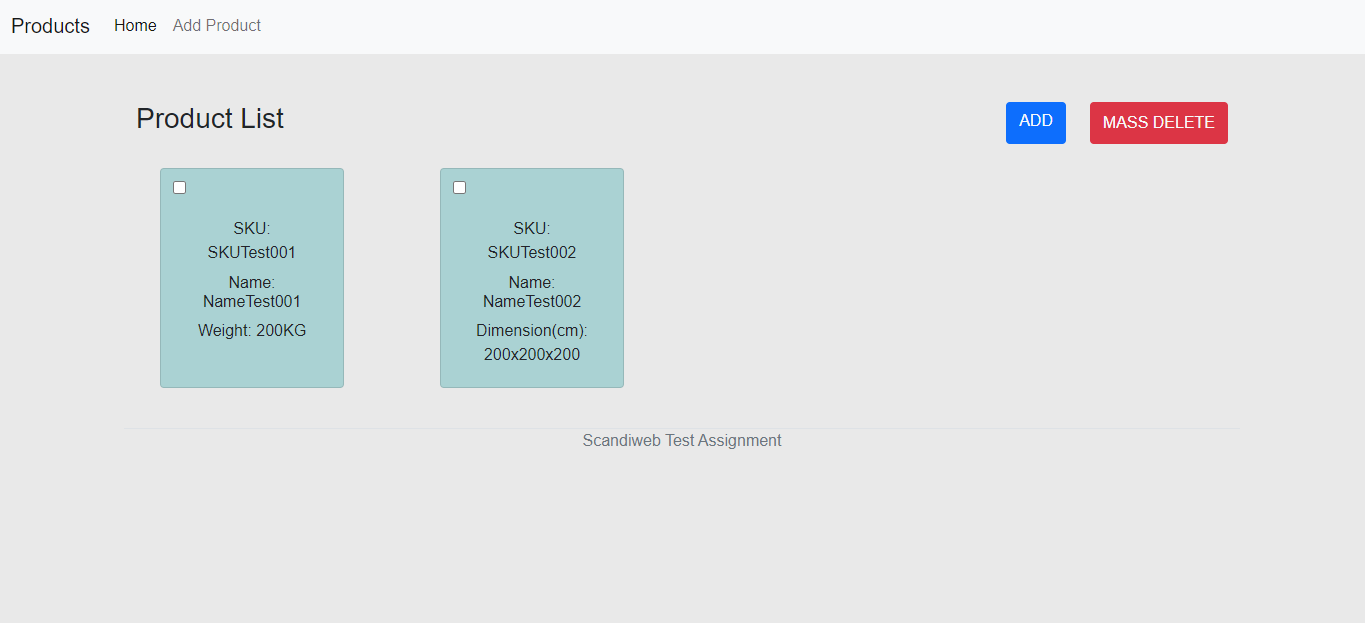 Products Home Add Product
Product List
ADD
MASS DELETE
SKU:
SKUTest001
Name:
NameTest001
Weight: 200KG
SKU:
SKUTest002
Name:
NameTest002
Dimension(cm):
200x200x200
Scandiweb Test Assignment